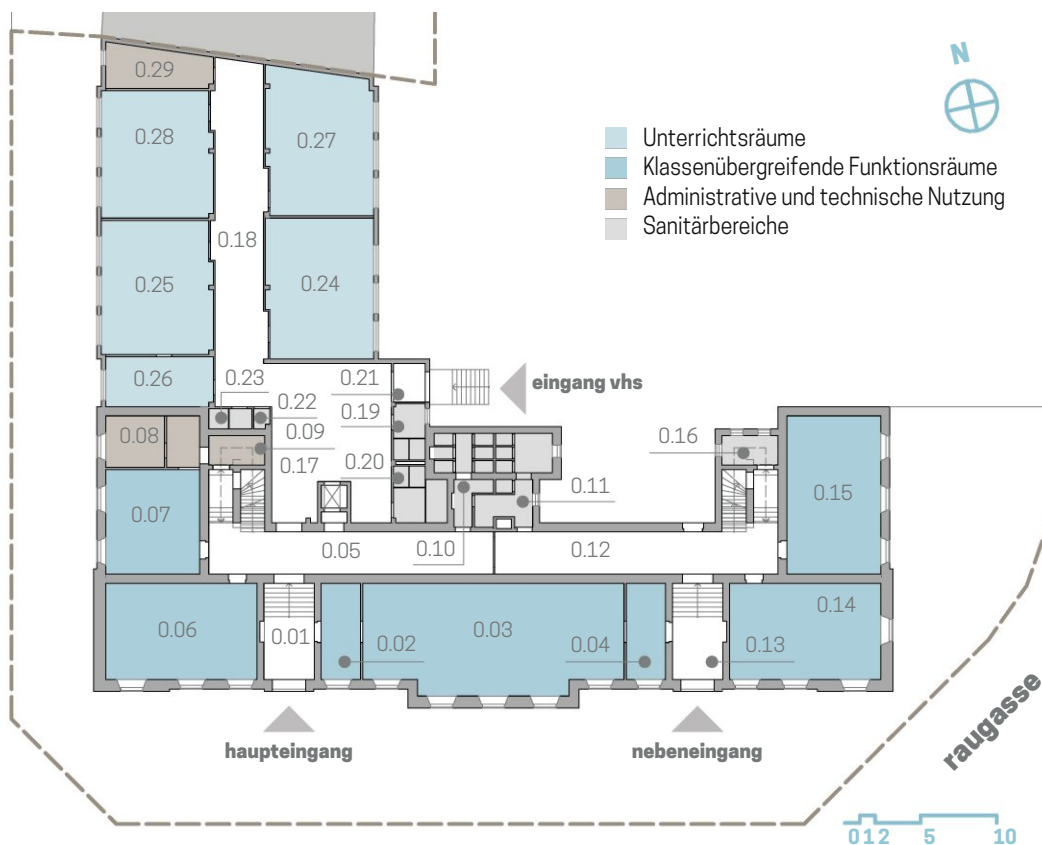 N
0.29
0.28
0.27
Unterrichtsräume
Klassenübergreifende Funktionsräume
Administrative und technische Nutzung
Sanitärbereiche
0.18
0.25
0.24
0.26
0.23
0.21
eingang vhs
0.22
0.19
0.08
0.09
0.16
0.17
0.20
0.11
0.15
0.07
0.05
0.10
0.12
0.06
0.01
0.02
0.03
0.04
0.13
0.14
haupteingang
nebeneingang
raugasse
0 1 2 5 10